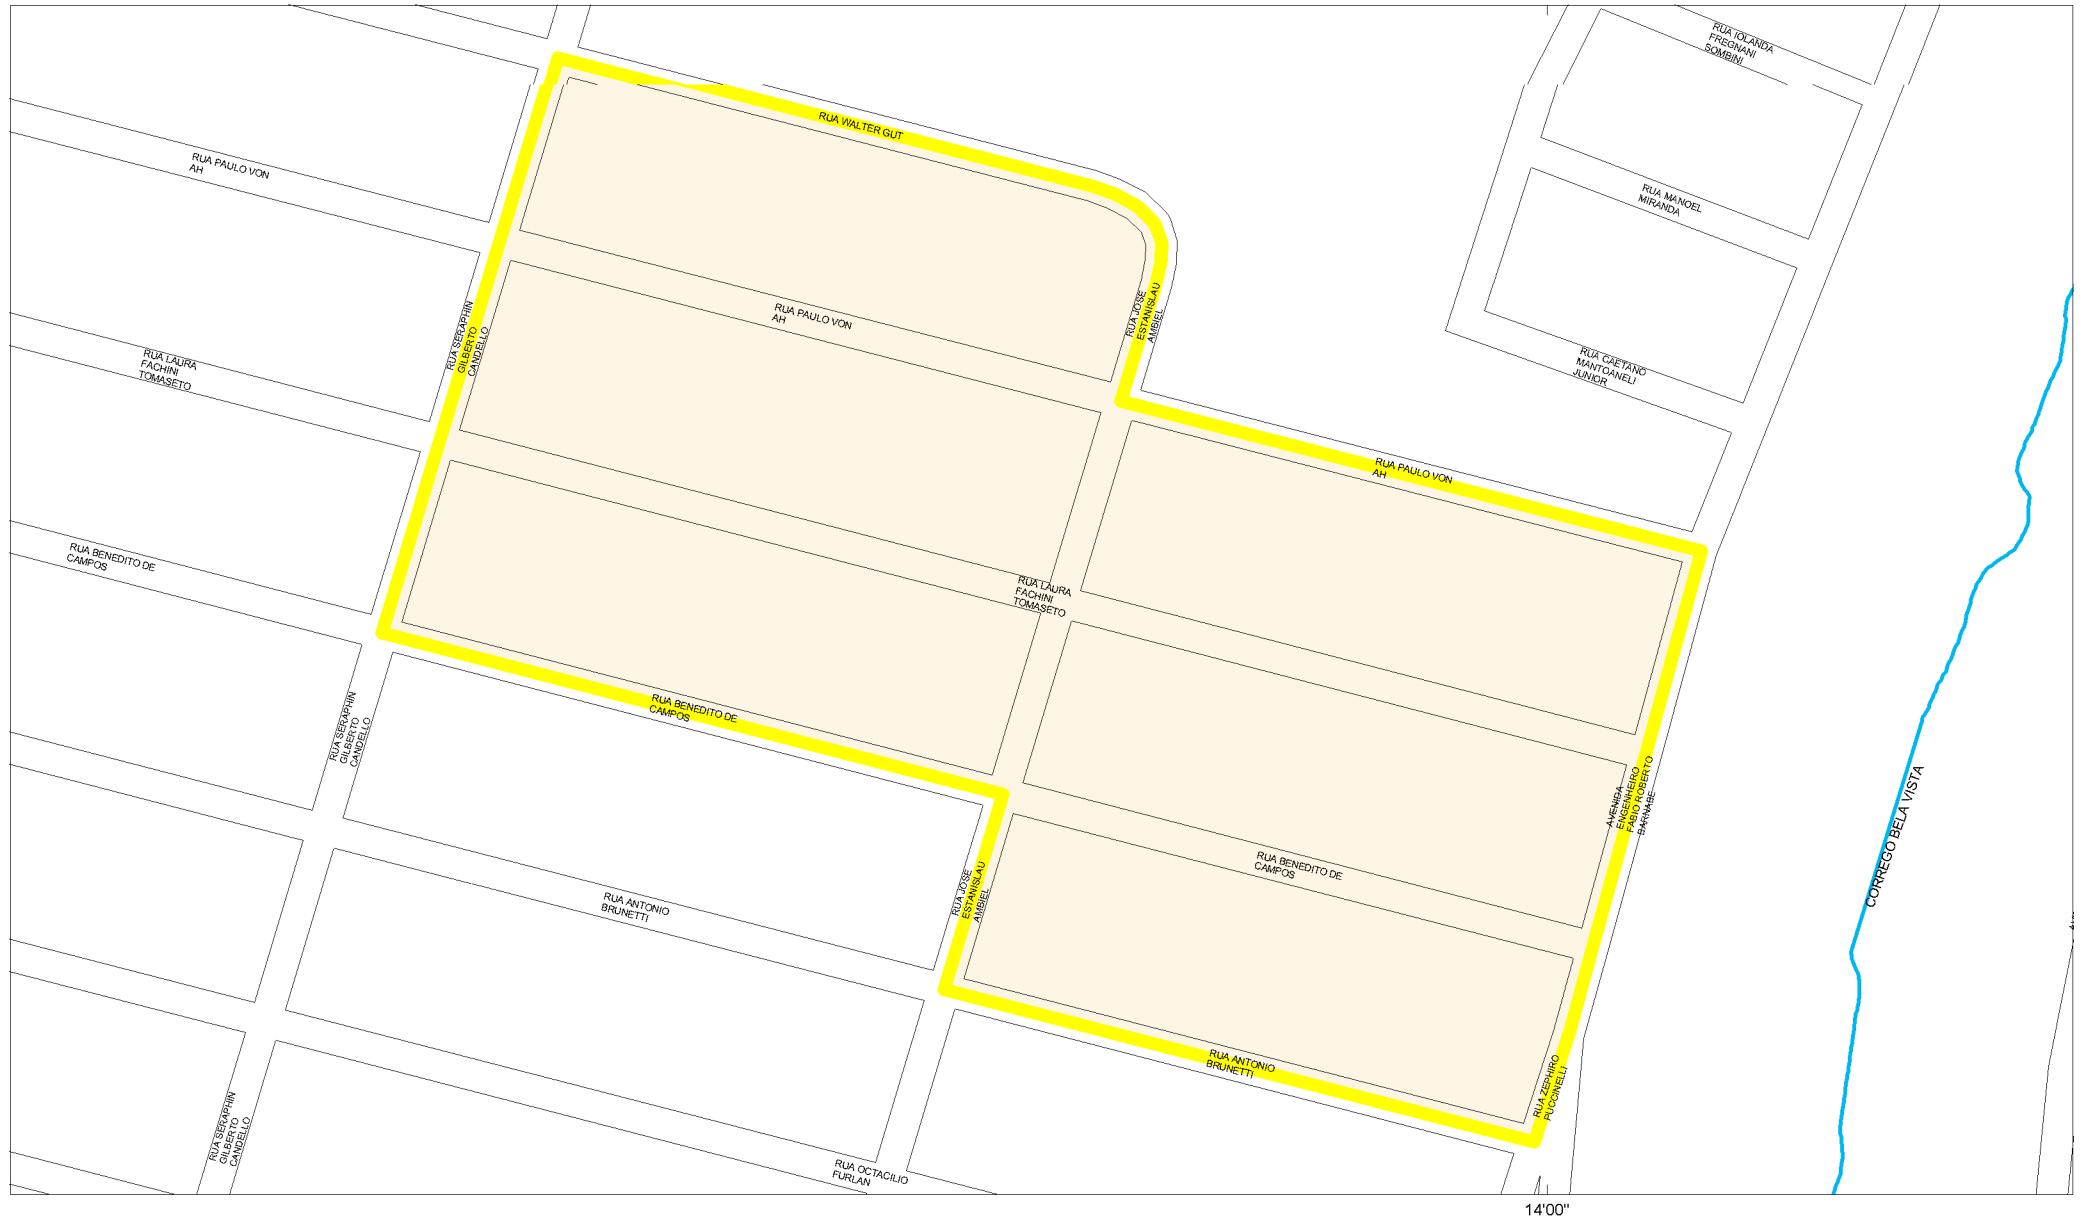 RUA IOLANDA
FREGNANI
SOMBINI
RUA WALTER GUT
RUA PAULO VON
AH
RUA MANOEL
MIRANDA
RUA JOSE
ESTANISLAU
AMBIEL
RUA PAULO VON
AH
RUA SERAPHIN
GILBERTO
CANDELLO
RUA LAURA
FACHINI
TOMASETO
RUA CAETANO
MANTOANELI
JUNIOR
RUA PAULO VON
AH
RUA BENEDITO DE
CAMPOS
RUA LAURA
FACHINI
TOMASETO
RUA SERAPHIN
GILBERTO
CANDELLO
RUA BENEDITO DE
CAMPOS
AVENIDA
ENGENHEIRO
FABIO ROBERTO
BARNABE
CORREGO BELA VISTA
RUA BENEDITO DE
CAMPOS
RUA JOSE
ESTANISLAU
AMBIEL
RUA ANTONIO
BRUNETTI
RUA ANTONIO
BRUNETTI
RUA ZEPHIRO
PUCCINELLI
RUA SERAPHIN
GILBERTO
CANDELLO
RUA OCTACILIO
FURLAN
14'00"